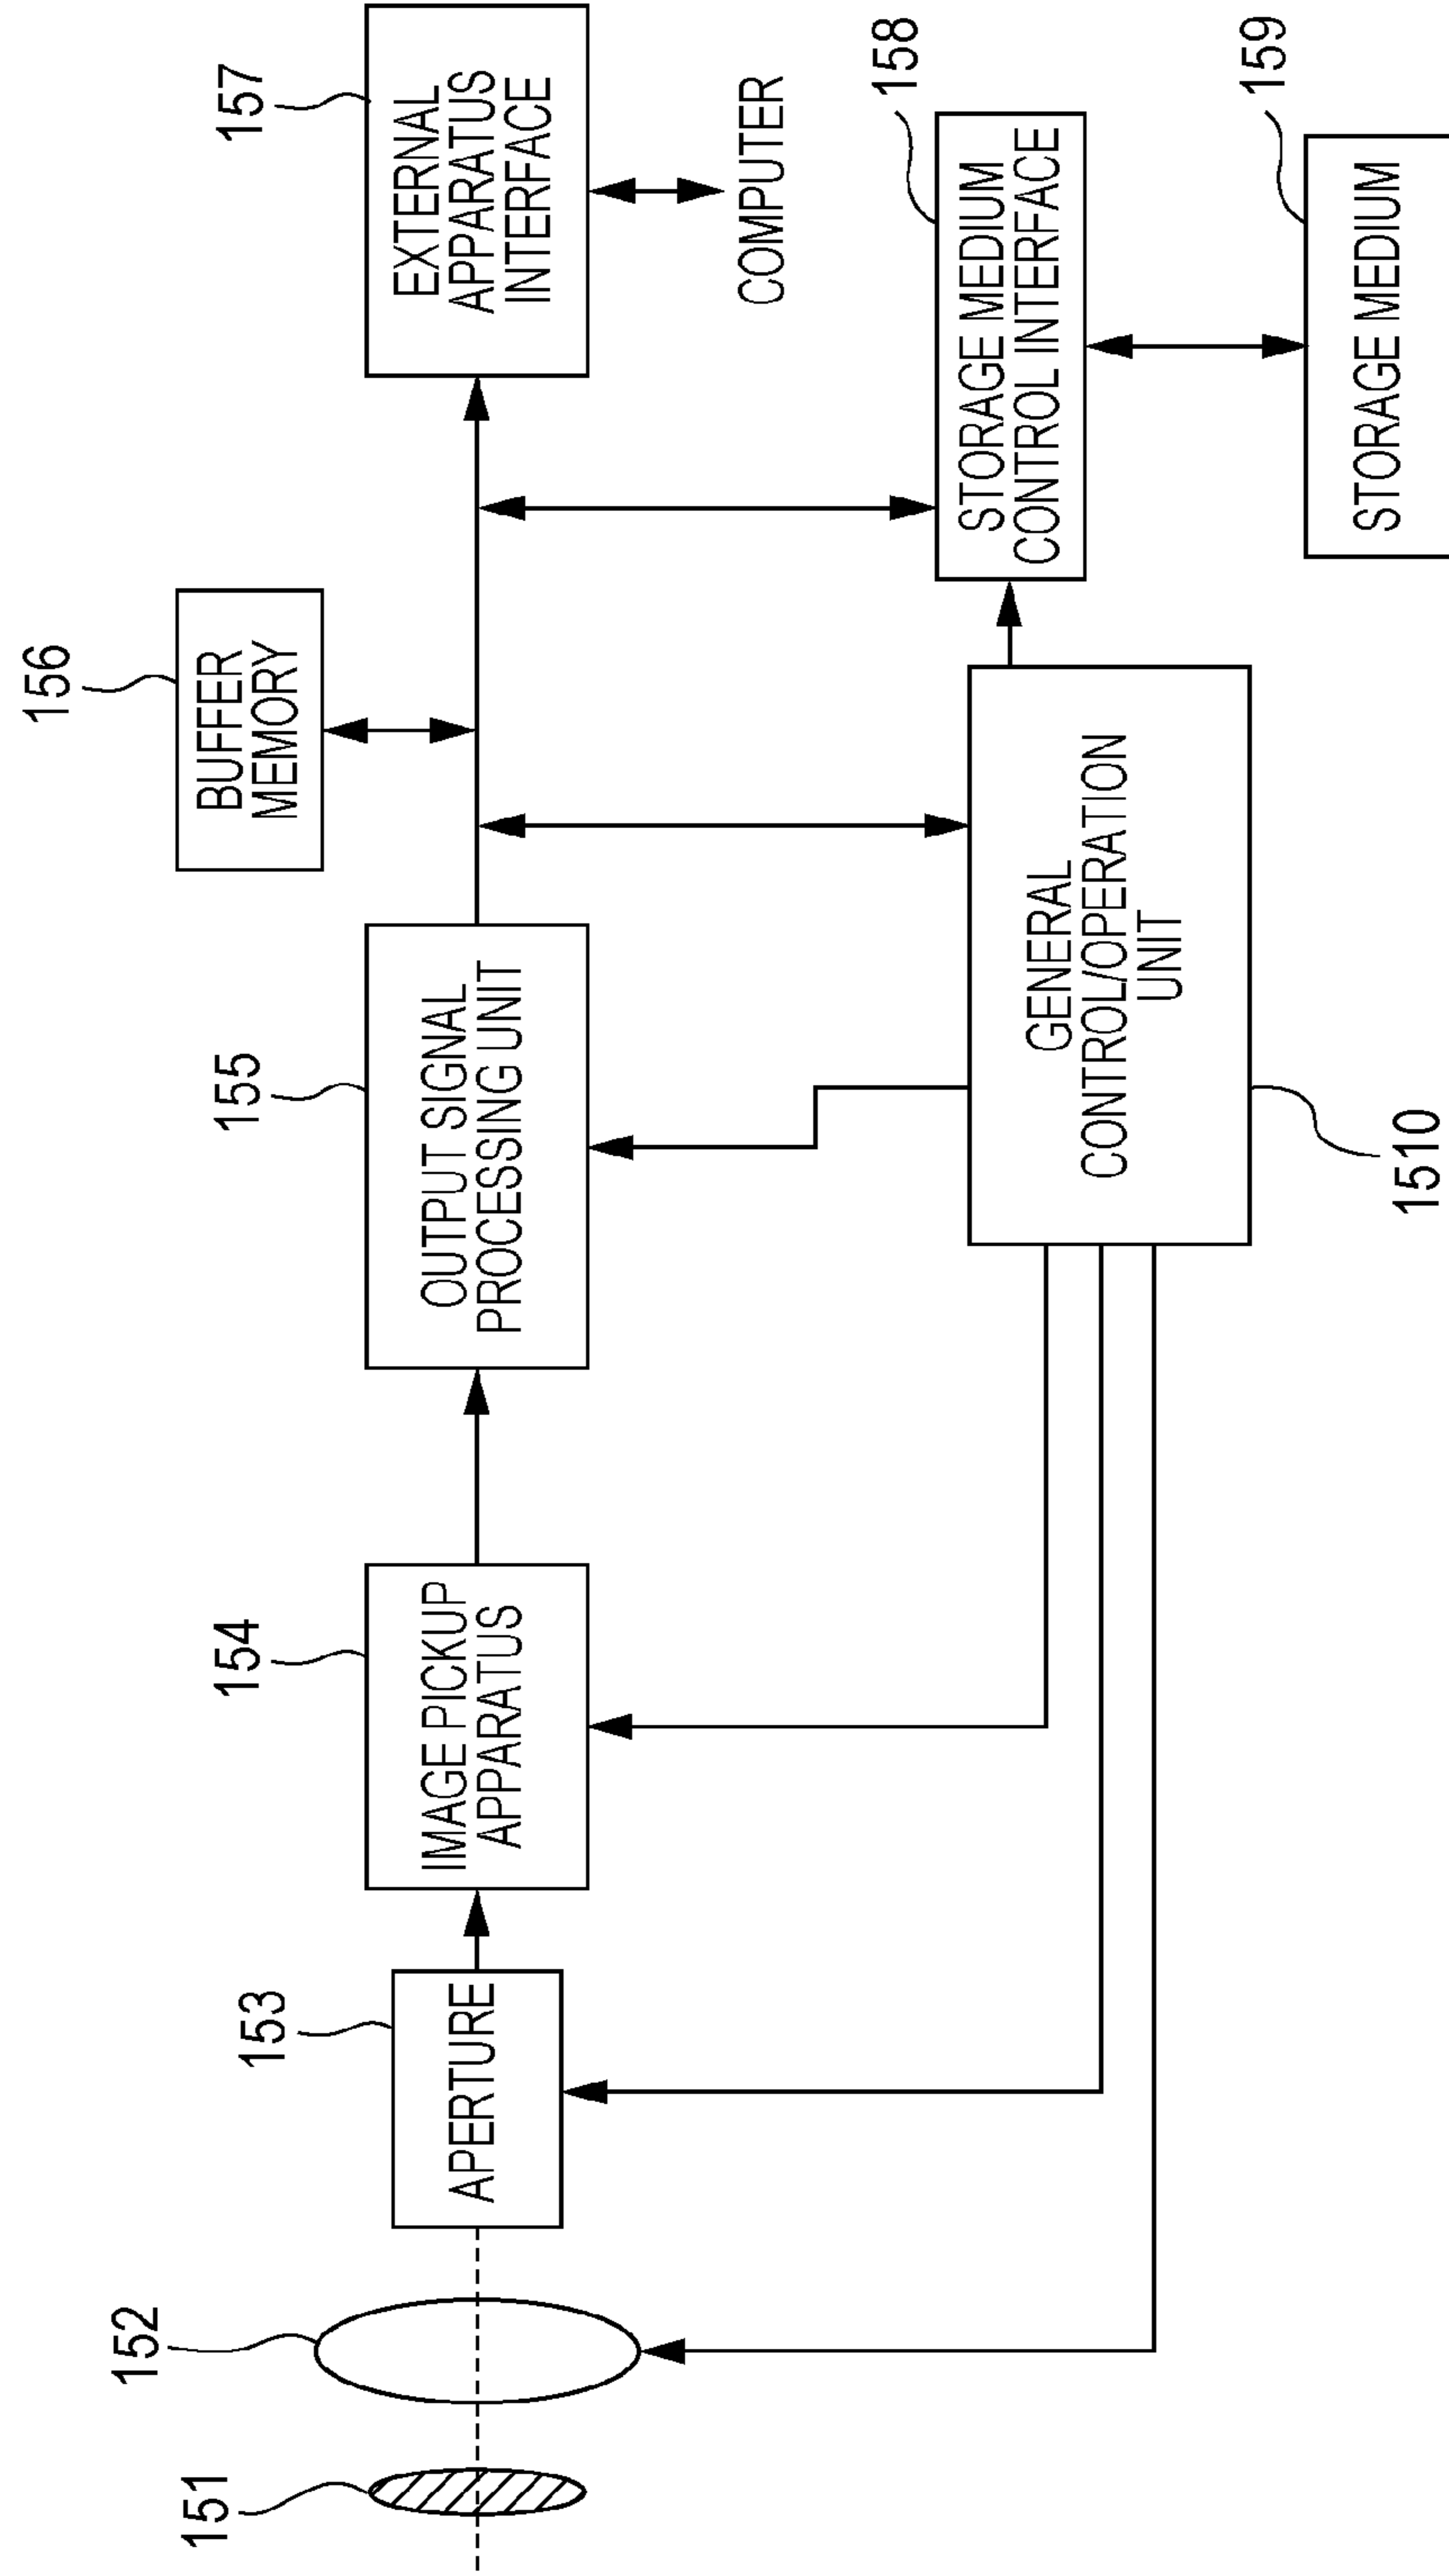 156
157
BUFFER
MEMORY
155
154
153
152
151
EXTERNAL
APPARATUS
INTERFACE
OUTPUT SIGNAL
PROCESSING UNIT
IMAGE PICKUP
APPARATUS
APERTURE
COMPUTER
158
STORAGE MEDIUM
CONTROL INTERFACE
GENERAL
CONTROL/OPERATION
UNIT
159
STORAGE MEDIUM
1510